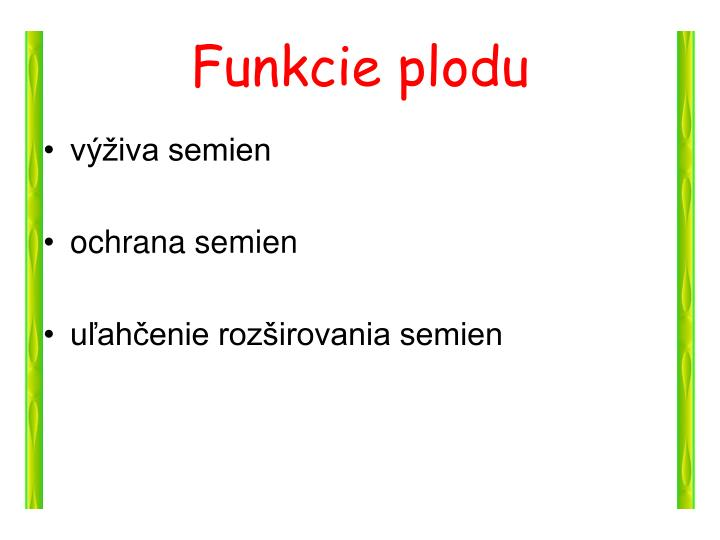 Funkcie plodu
• výživa semien
• ochrana semien
• uľahčenie rozširovania semien